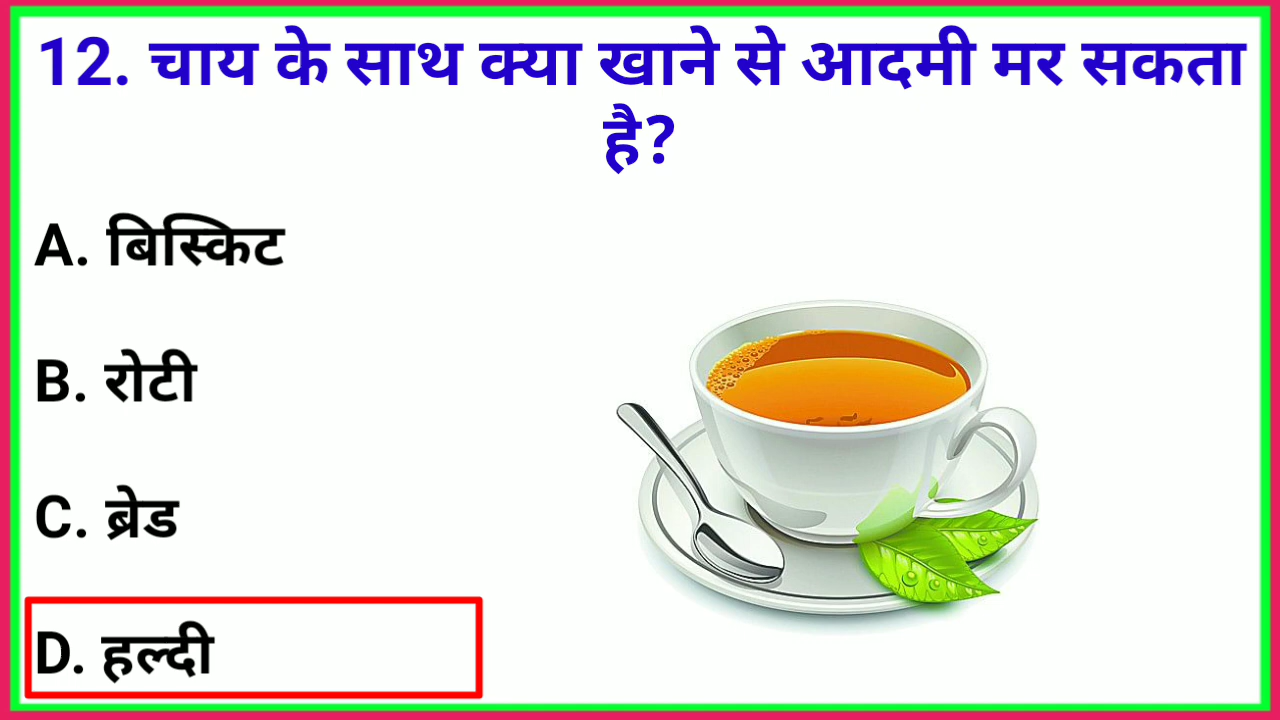 12. चाय के साथ क्या खाने से आदमी मर सकता
है?
A. बिस्किट
B. रोटी
C. ब्रेड
D. हल्दी